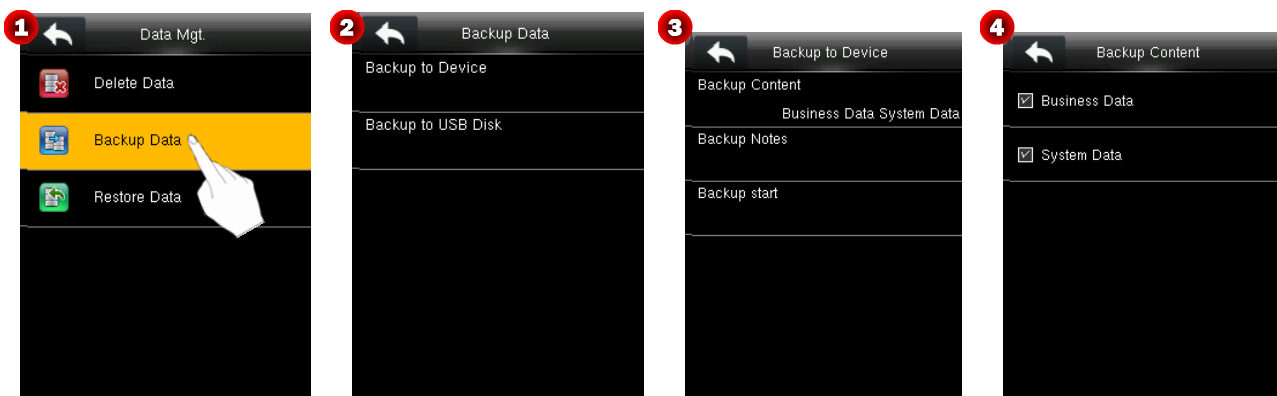 1
Data Mgt.
Delete Data
Backup Data
Restore Data
2
Backup Data
Backup to Device
Backup to USB Disk
3
Backup to Device
Backup Content
Business Data System Data
Backup Notes
Backup start
4
Backup Content
Business Data
System Data